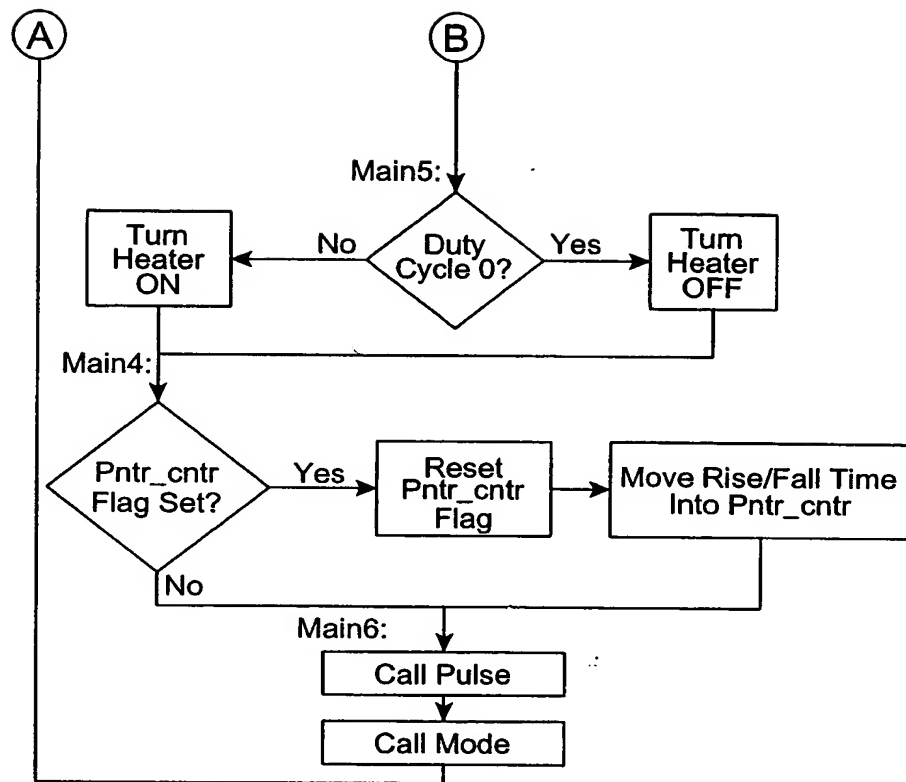 A
B
Main5:
Turn
Heater
ON
No
Duty
Cycle 0?
Yes
Turn
Heater
OFF
Main4:
Pntr_cntr
Flag Set?
Yes
Reset
Pntr_cntr
Flag
Move Rise/Fall Time
Into Pntr_cntr
No
Main6:
Call Pulse
Call Mode